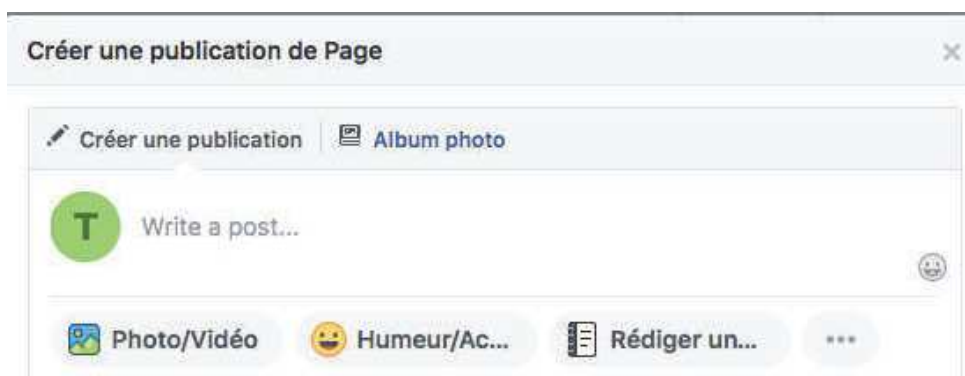 Créer une publication de Page
Créer une publication Album photo
T Write a post...
Photo/Vidéo Humeur/Ac... Rédiger un... ...